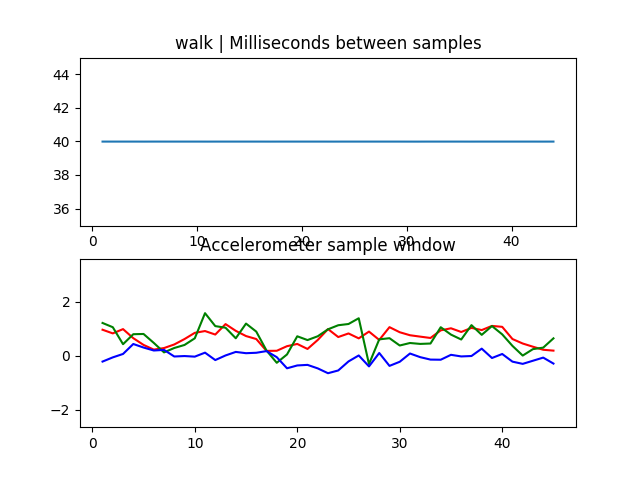 walk | Milliseconds between samples
44
42
40
38
36
0 10 20 30 40
Accelerometer sample window
2
0
−2
0 10 20 30 40